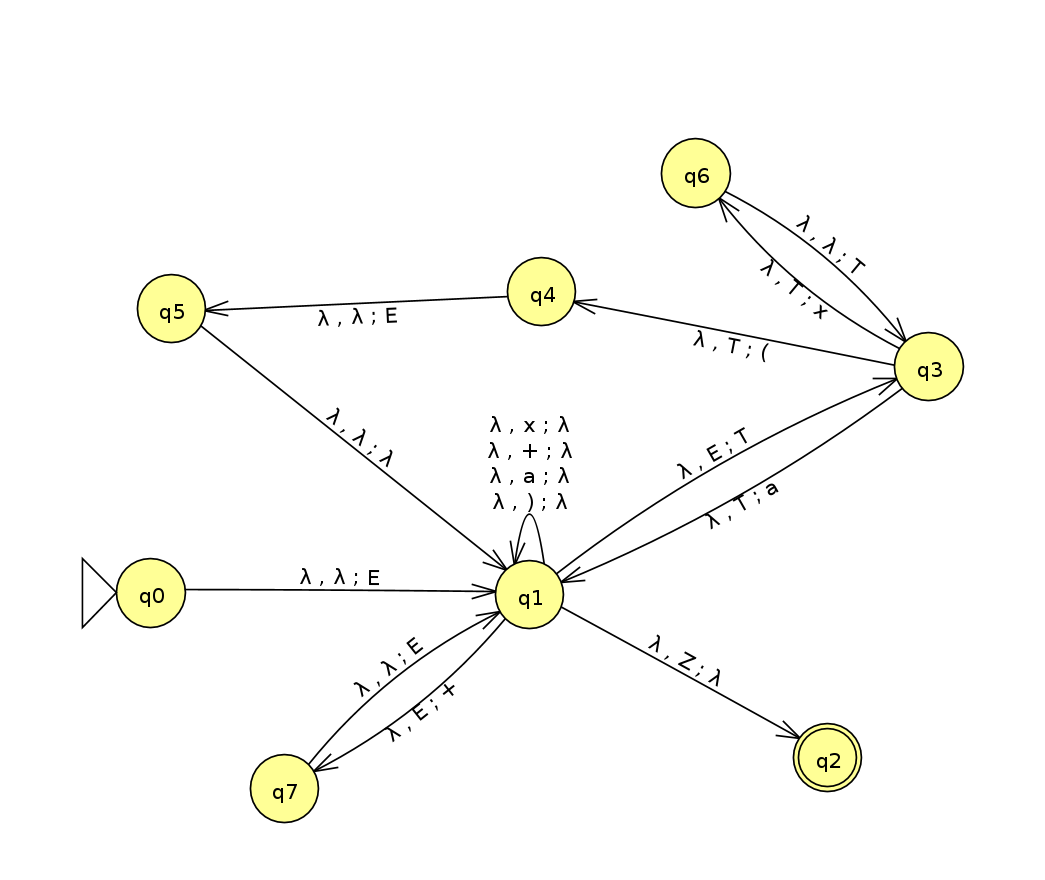 q6
λ , λ ; T
q4
λ , T ; x
q5
λ , λ ; E
λ , T ; (
q3
λ , x ; λ
λ , λ ; λ
λ , + ; λ
λ , E ; T
λ , a ; λ
λ , ) ; λ
λ , T ; a
λ , λ ; E
q0
q1
λ , λ ; E
λ , Z ; λ
λ , E ; +
q2
q7